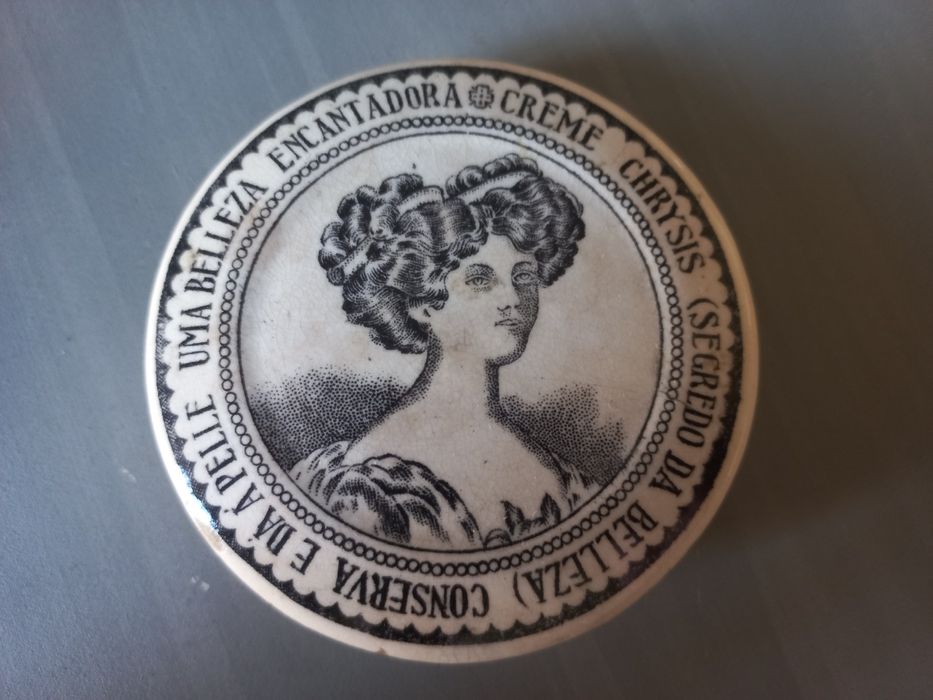 CREME CHRYSIS (SEGREDO DA BELLEZA) CONSERVA E DÁ Á PELLE UMA BELLEZA ENCANTADORA